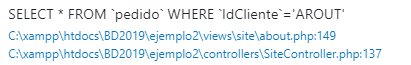 SELECT * FROM `pedido` WHERE `IdCliente`='AROUT'
C:\xampp\htdocs\BD2019\ejemplo2\views\site\about.php:149
C:\xampp\htdocs\BD2019\ejemplo2\controllers\SiteController.php:137